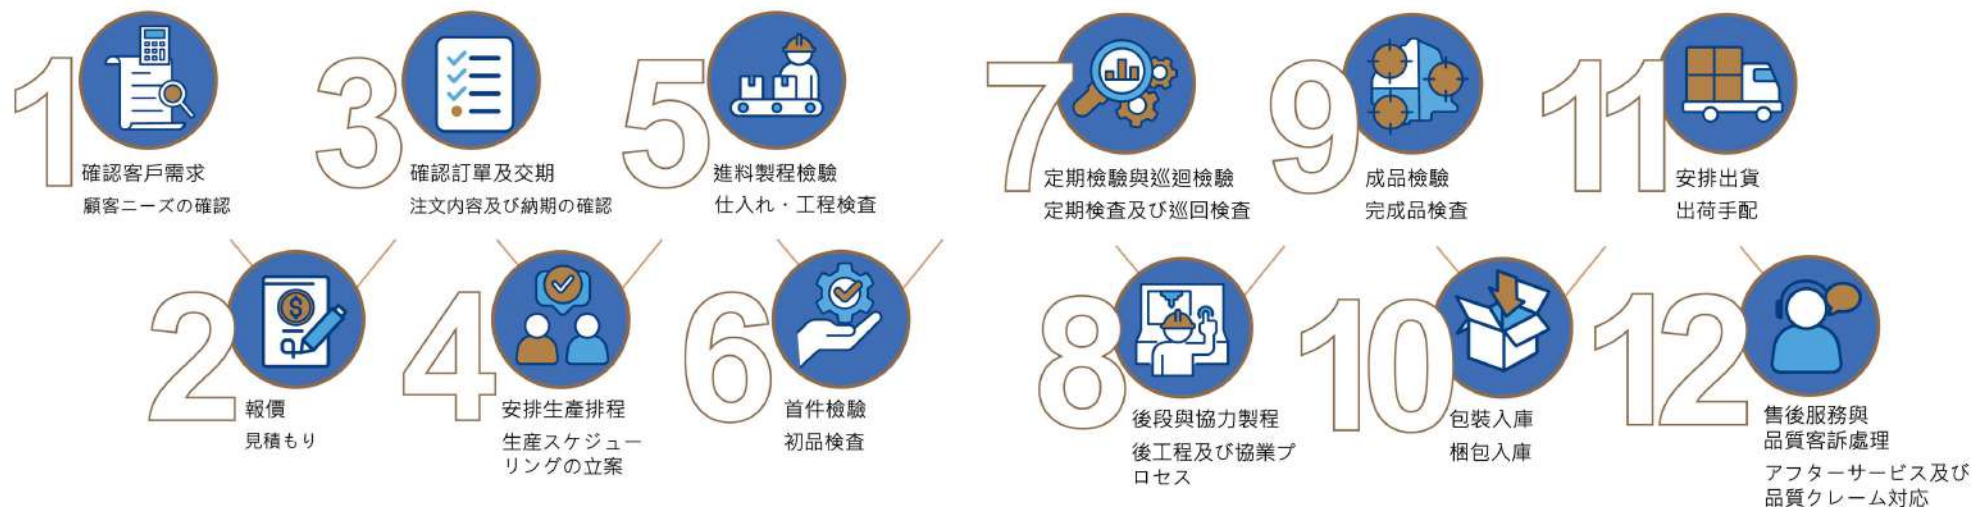 1
確認客戶需求
顧客ニーズの確認
2
報價
見積もり
3
確認訂單及交期
注文内容及び納期の確認
4
安排生產排程
生産スケジュー
リングの立案
5
進料製程檢驗
仕入れ・工程検査
6
首件檢驗
初品検査
7
定期檢驗與巡迴檢驗
定期検査及び巡回検査
8
後段與協力製程
後工程及び協業プ
ロセス
9
成品檢驗
完成品検査
10
包裝入庫
梱包入庫
11
安排出貨
出荷手配
12
售後服務與
品質客訴處理
アフターサービス及び
品質クレーム対応